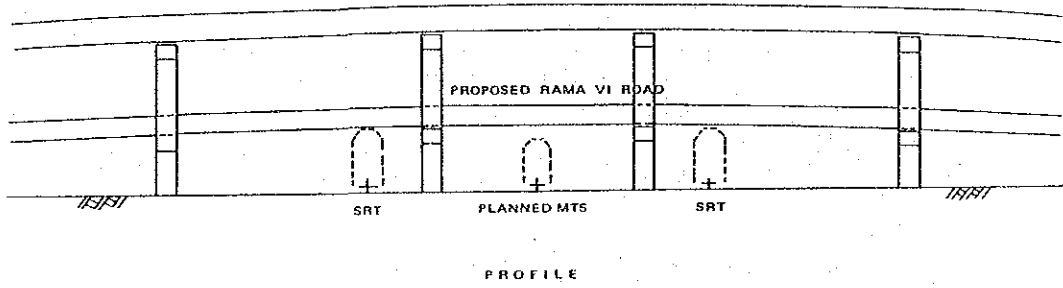 PROPOSED RAMA VI ROAD
SRT
PLANNED MTS
SRT
PROFILE